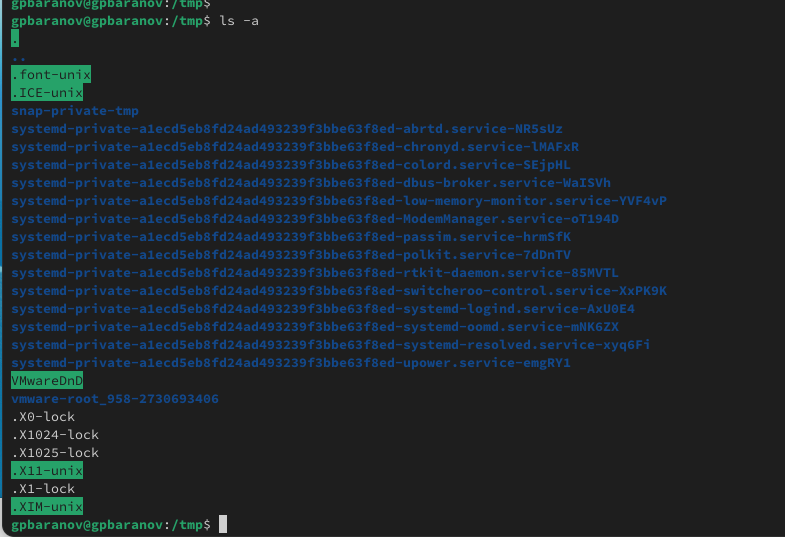 gpbaranov@gpbaranov:/tmp$
gpbaranov@gpbaranov:/tmp$ ls -a
.
..
.font-unix
.ICE-unix
snap-private-tmp
systemd-private-a1ecd5eb8fd24ad493239f3bbe63f8ed-abrtd.service-NR5sUz
systemd-private-a1ecd5eb8fd24ad493239f3bbe63f8ed-chronyd.service-lMAFxR
systemd-private-a1ecd5eb8fd24ad493239f3bbe63f8ed-colord.service-SEjpHL
systemd-private-a1ecd5eb8fd24ad493239f3bbe63f8ed-dbus-broker.service-WaISVh
systemd-private-a1ecd5eb8fd24ad493239f3bbe63f8ed-low-memory-monitor.service-YVF4vP
systemd-private-a1ecd5eb8fd24ad493239f3bbe63f8ed-ModemManager.service-oT194D
systemd-private-a1ecd5eb8fd24ad493239f3bbe63f8ed-passim.service-hrmSfK
systemd-private-a1ecd5eb8fd24ad493239f3bbe63f8ed-polkit.service-7dDnTV
systemd-private-a1ecd5eb8fd24ad493239f3bbe63f8ed-rtkit-daemon.service-85MVTL
systemd-private-a1ecd5eb8fd24ad493239f3bbe63f8ed-switcheroo-control.service-XxPK9K
systemd-private-a1ecd5eb8fd24ad493239f3bbe63f8ed-systemd-logind.service-AxU0E4
systemd-private-a1ecd5eb8fd24ad493239f3bbe63f8ed-systemd-oomd.service-mNK6ZX
systemd-private-a1ecd5eb8fd24ad493239f3bbe63f8ed-systemd-resolved.service-xyq6Fi
systemd-private-a1ecd5eb8fd24ad493239f3bbe63f8ed-upower.service-emgRY1
VMwareDnD
vmware-root_958-2730693406
.X0-lock
.X1024-lock
.X1025-lock
.X11-unix
.X1-lock
.XIM-unix
gpbaranov@gpbaranov:/tmp$